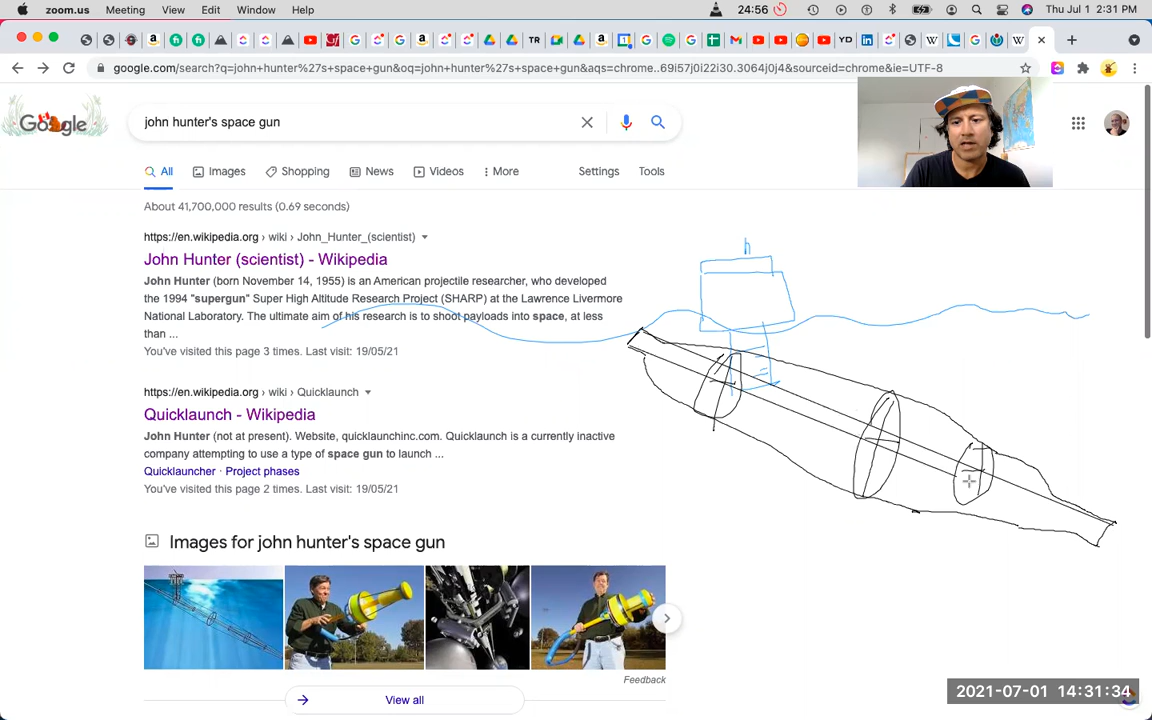 zoom.us Meeting View Edit Window Help 24:56 Thu Jul 1 2:31 PM
TR YD in W W
google.com/search?q=john+hunter%27s+space+gun&oq=john+hunter%27s+space+gun&aqs=chrome..69i57j0i22i30.3064j0j4&sourceid=chrome&ie=UTF-8
Google john hunter's space gun
All Images Shopping News Videos More Settings Tools
About 41,700,000 results (0.69 seconds)
https://en.wikipedia.org › wiki › John_Hunter_(scientist)
John Hunter (scientist) - Wikipedia
John Hunter (born November 14, 1955) is an American projectile researcher, who developed
the 1994 "supergun" Super High Altitude Research Project (SHARP) at the Lawrence Livermore
National Laboratory. The ultimate aim of his research is to shoot payloads into space, at less
than ...
You've visited this page 3 times. Last visit: 19/05/21
https://en.wikipedia.org › wiki › Quicklaunch
Quicklaunch - Wikipedia
John Hunter (not at present). Website, quicklaunchinc.com. Quicklaunch is a currently inactive
company attempting to use a type of space gun to launch ...
Quicklauncher · Project phases
You've visited this page 2 times. Last visit: 19/05/21
Images for john hunter's space gun
Feedback
View all
2021-07-01 14:31:34